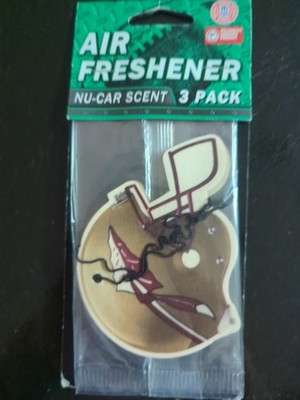 AIR
FRESHENER
NU-CAR SCENT 3 PACK